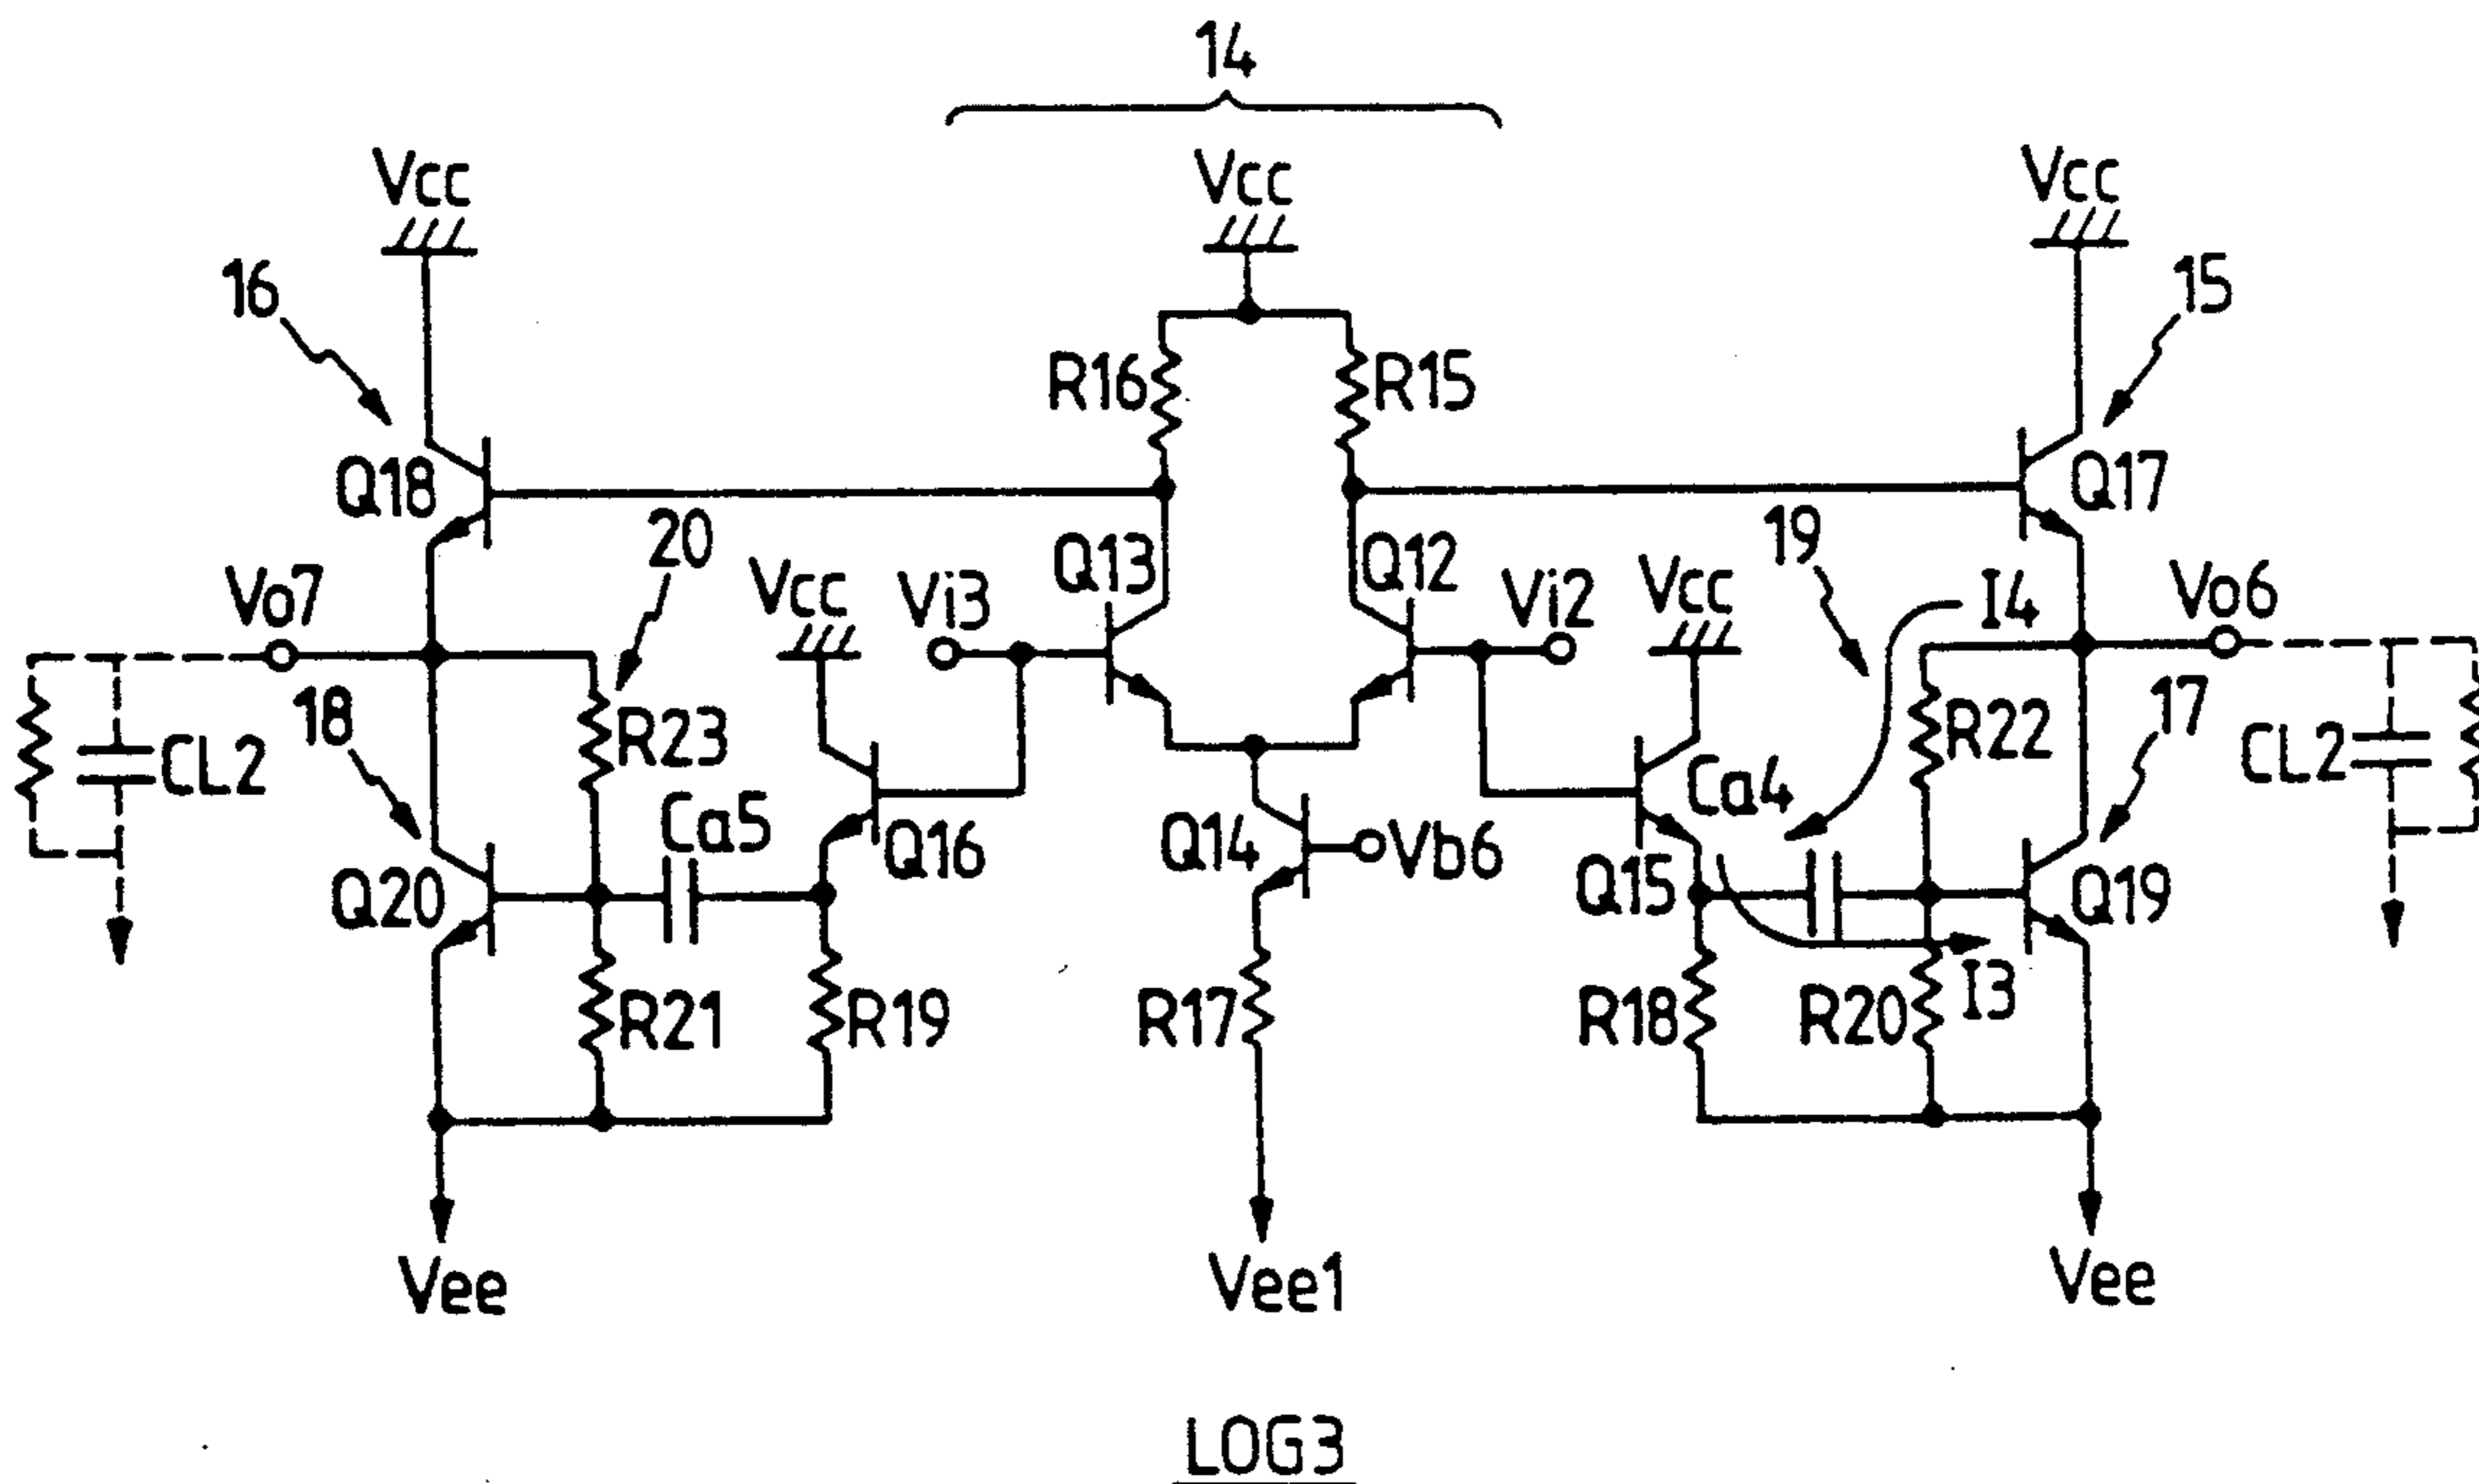 14
Vcc
Vcc
Vcc
16
15
R16
R15
Q18
Q17
20
19
Q13
Q12
Vcc
Vi3
Vi2
Vcc
I4
Vo7
Vo6
18
R23
R22
17
CL2
Ca5
Ca4
CL2
Q16
Q14
Vb6
Q15
Q20
Q19
R21
R19
R17
R18
R20
I3
Vee
Vee1
Vee
LOG3